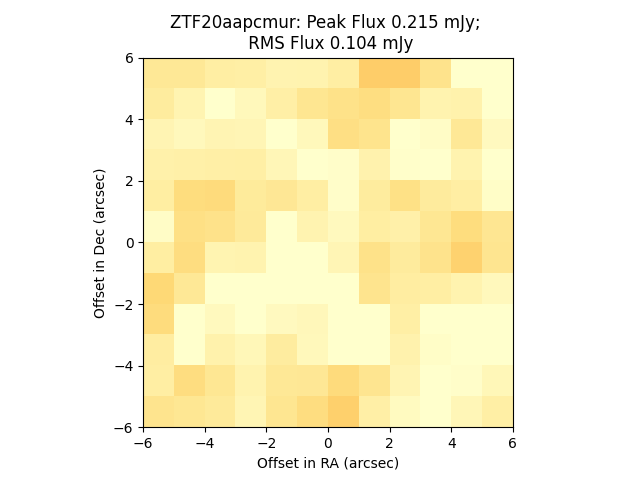 ZTF20aapcmur: Peak Flux 0.215 mJy;
RMS Flux 0.104 mJy
6
4
2
0
−2
−4
−6
Offset in Dec (arcsec)
−6 −4 −2 0 2 4 6
Offset in RA (arcsec)